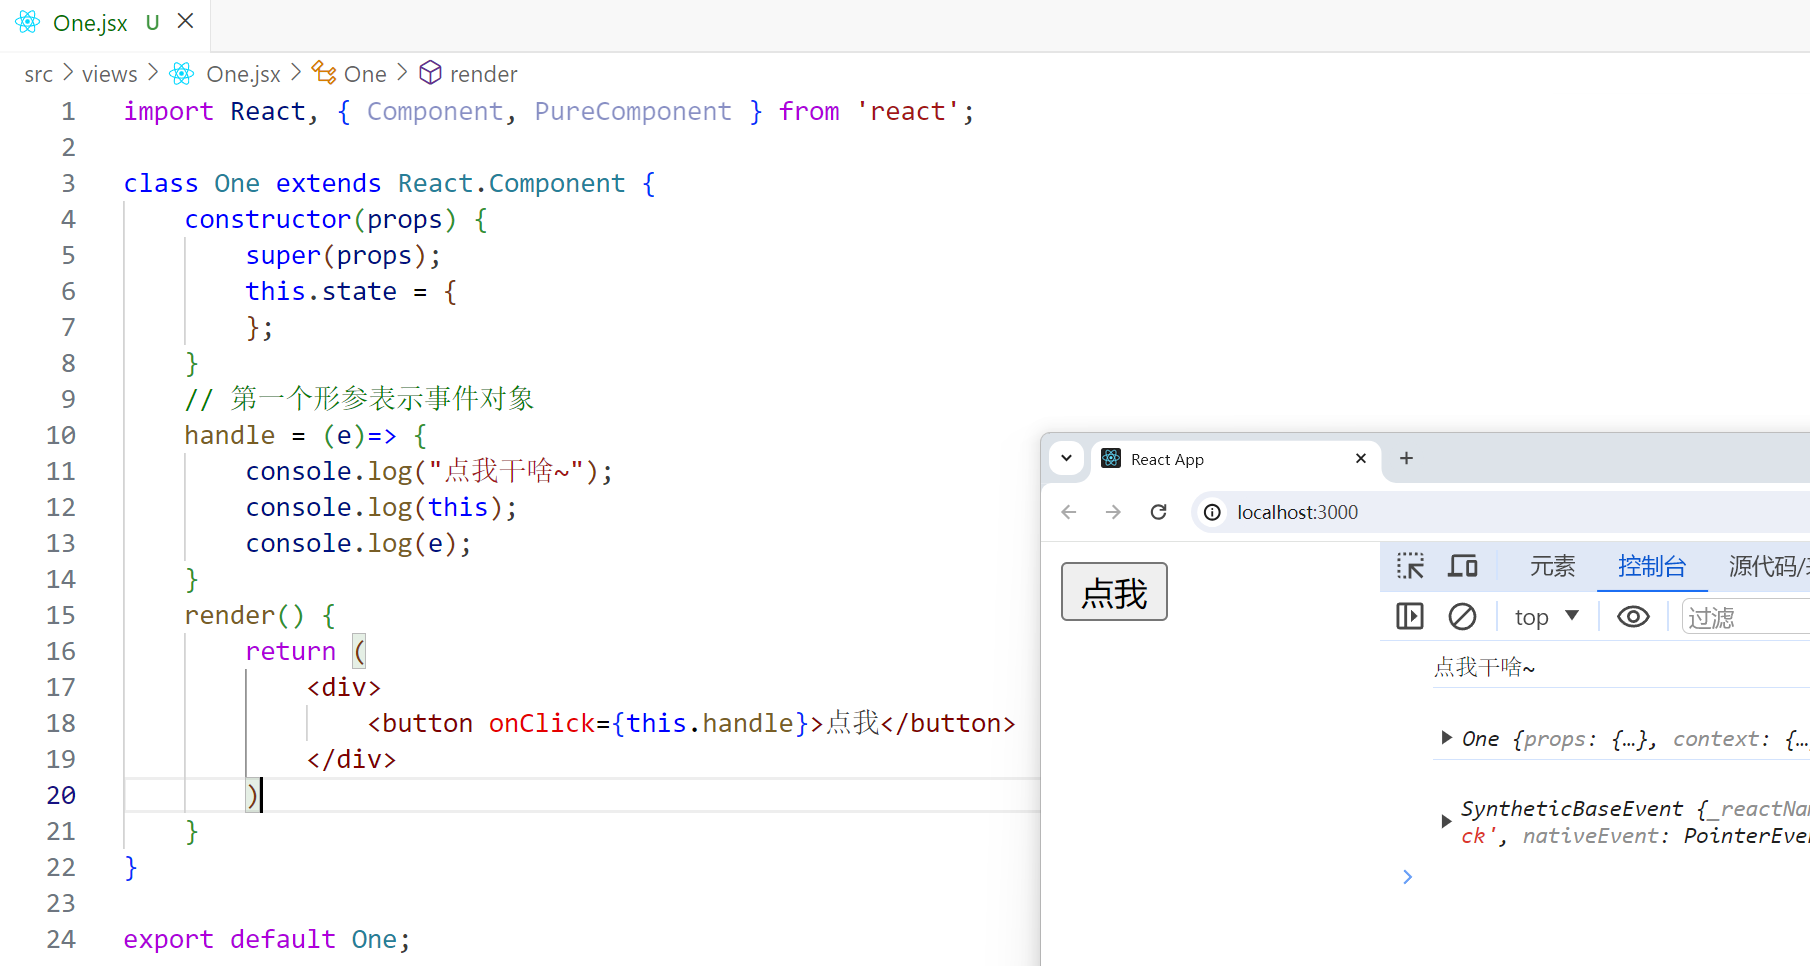 One.jsx U
src > views > One.jsx > One > render
1 import React, { Component, PureComponent } from 'react';
2
3 class One extends React.Component {
4 constructor(props) {
5 super(props);
6 this.state = {
7 };
8 }
9 // 第一个形参表示事件对象
10 handle = (e)=> {
11 console.log("点我干啥~");
12 console.log(this);
13 console.log(e);
14 }
15 render() {
16 return (
17 <div>
18 <button onClick={this.handle}>点我</button>
19 </div>
20 )
21 }
22 }
23
24 export default One;
React App
localhost:3000
点我
元素 控制台 源代码/
top 过滤
点我干啥~
One {props: {…}, context: {…
SyntheticBaseEvent {_reactNa
ck', nativeEvent: PointerEve